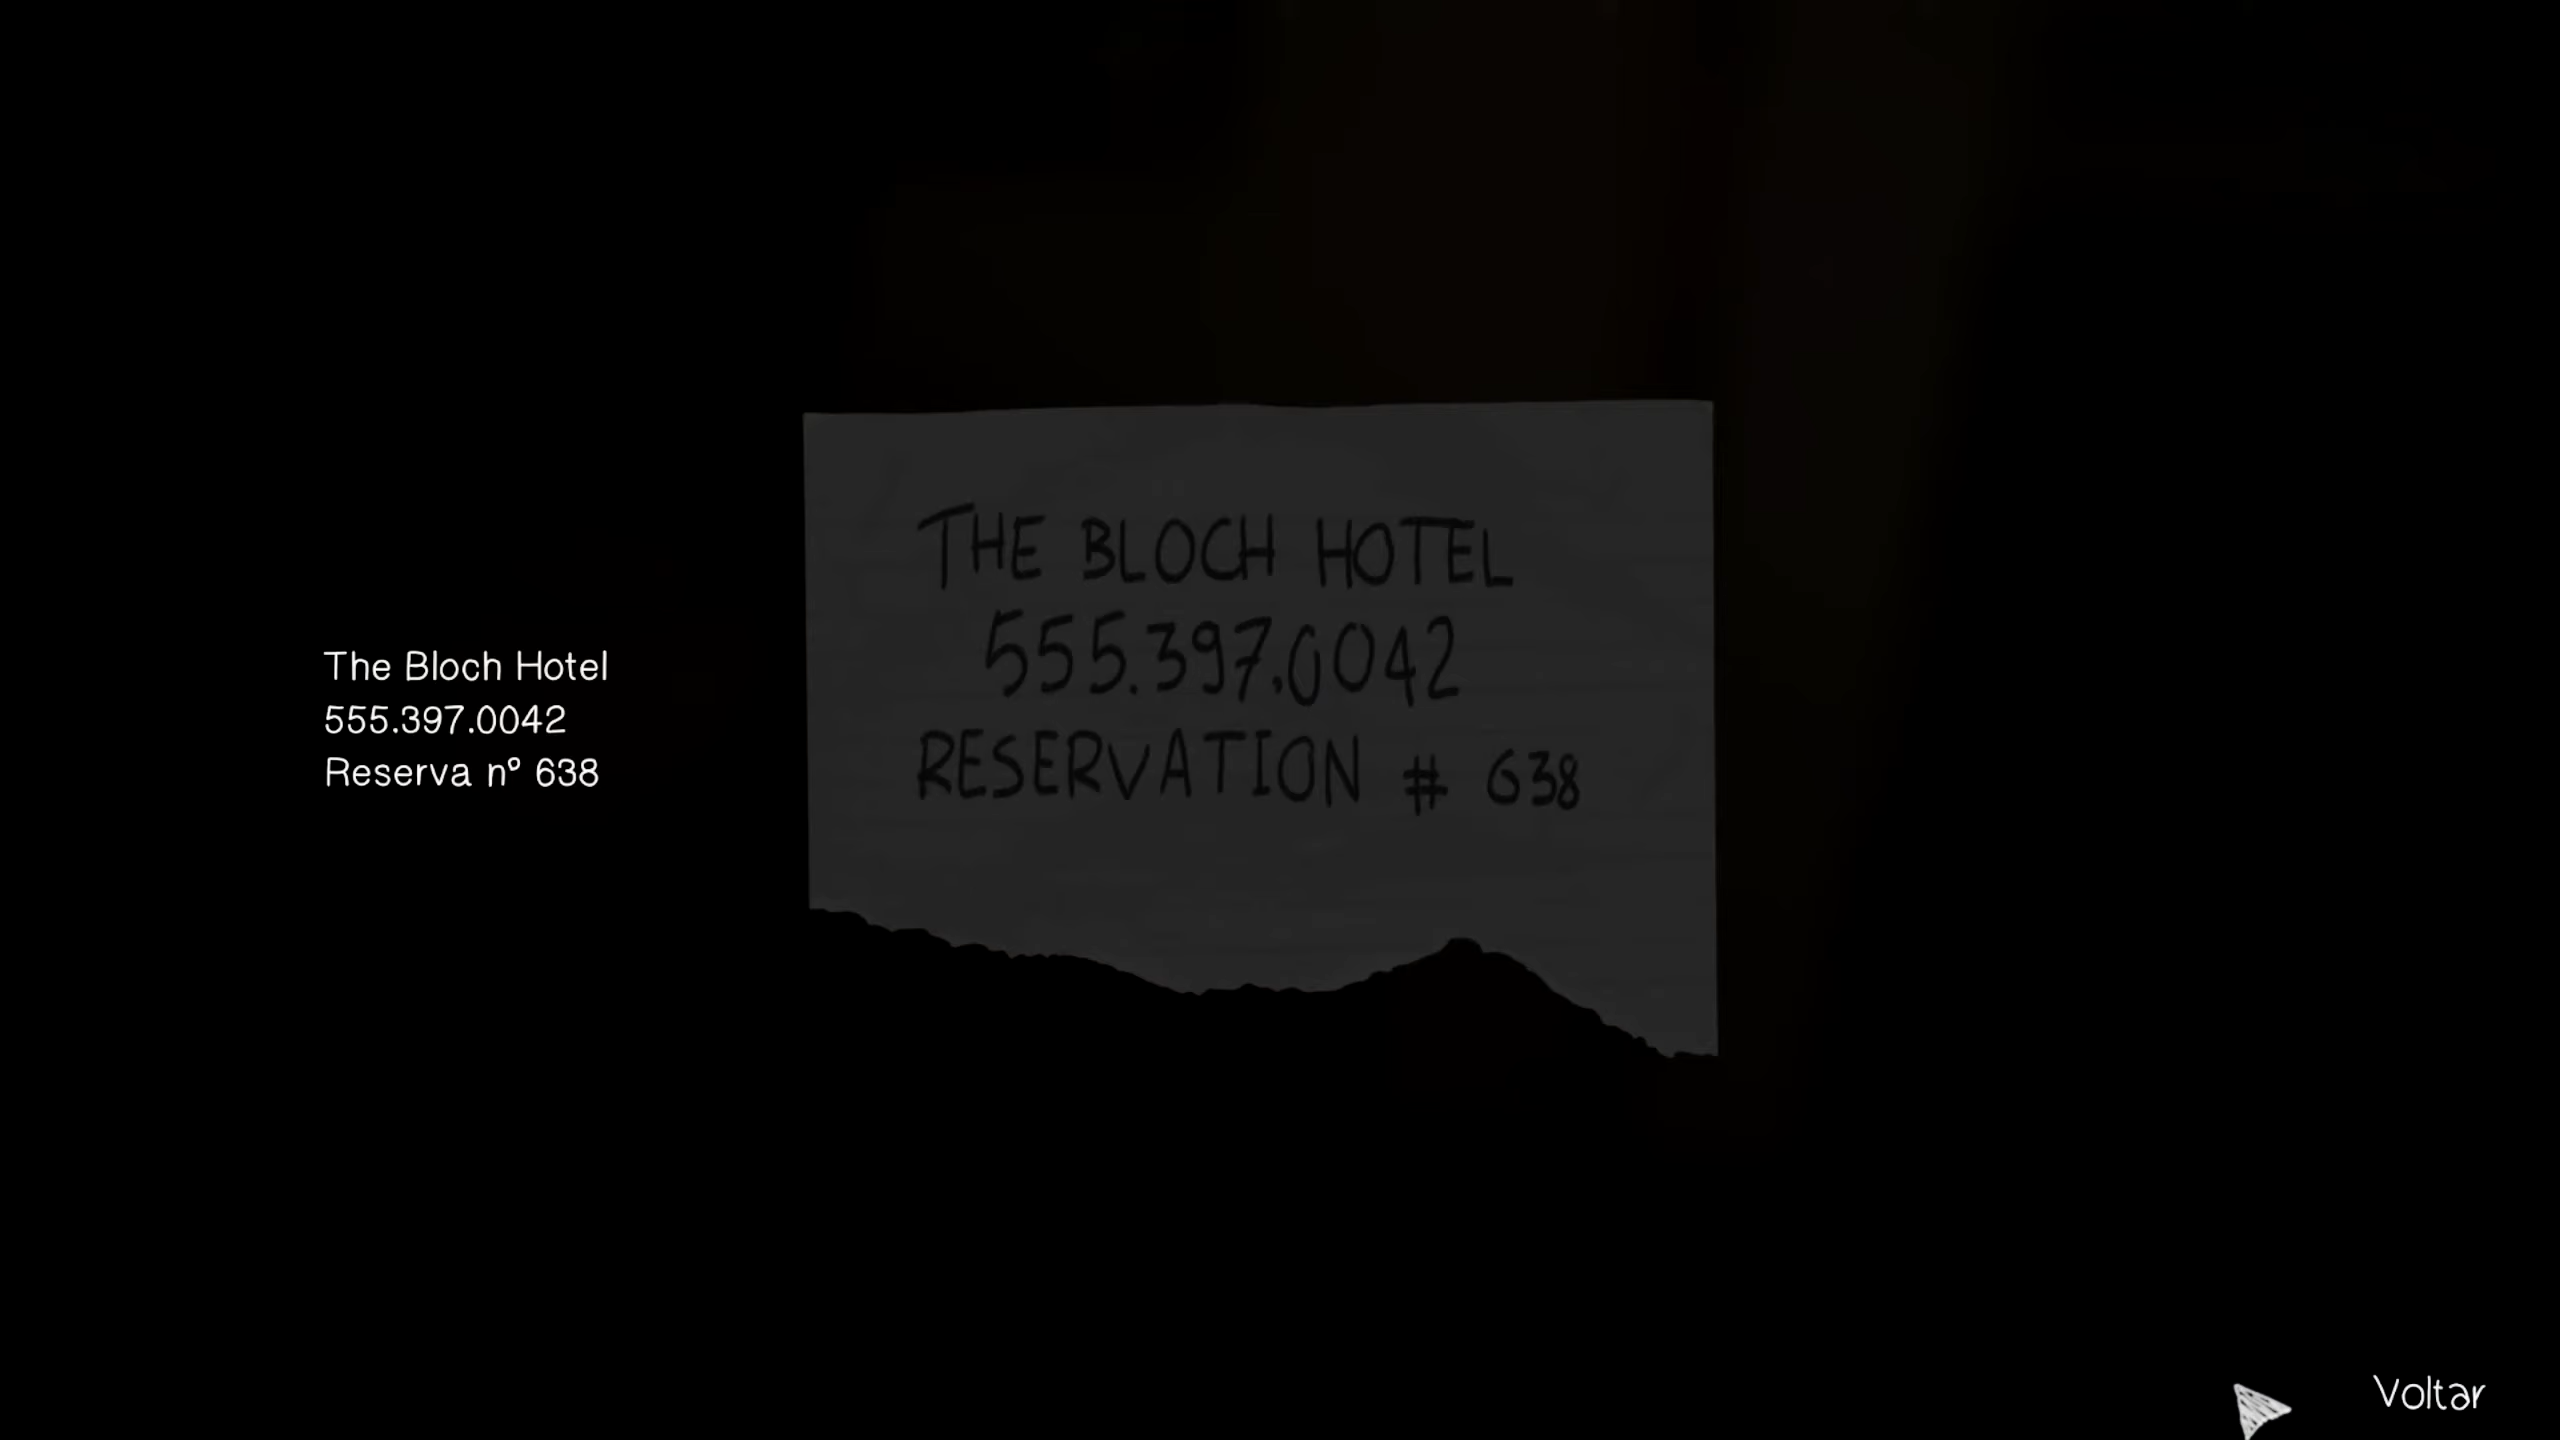 The Bloch Hotel
555.397.0042
Reserva nº 638
THE BLOCH HOTEL
555.397.0042
RESERVATION # 638
Voltar